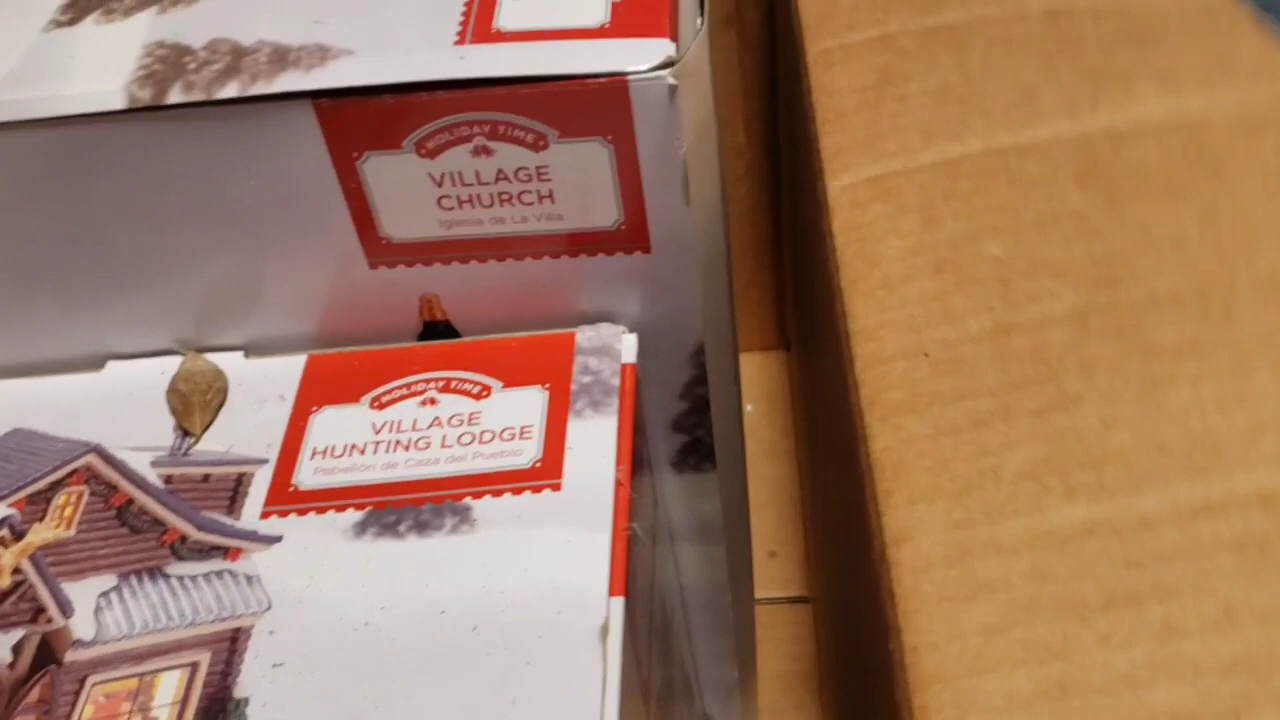 HOLIDAY TIME
VILLAGE
CHURCH
Iglesia de La Villa
HOLIDAY TIME
VILLAGE
HUNTING LODGE
Pabellón de Caza del Pueblo